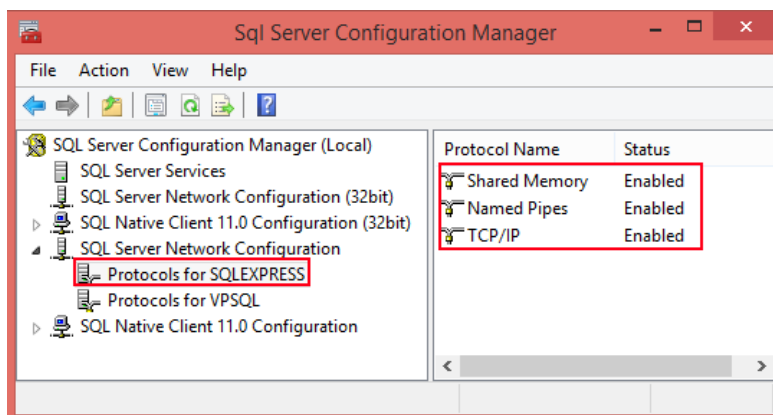 Sql Server Configuration Manager
File Action View Help
SQL Server Configuration Manager (Local)
SQL Server Services
SQL Server Network Configuration (32bit)
SQL Native Client 11.0 Configuration (32bit)
SQL Server Network Configuration
Protocols for SQLEXPRESS
Protocols for VPSQL
SQL Native Client 11.0 Configuration
Protocol Name Status
Shared Memory Enabled
Named Pipes Enabled
TCP/IP Enabled